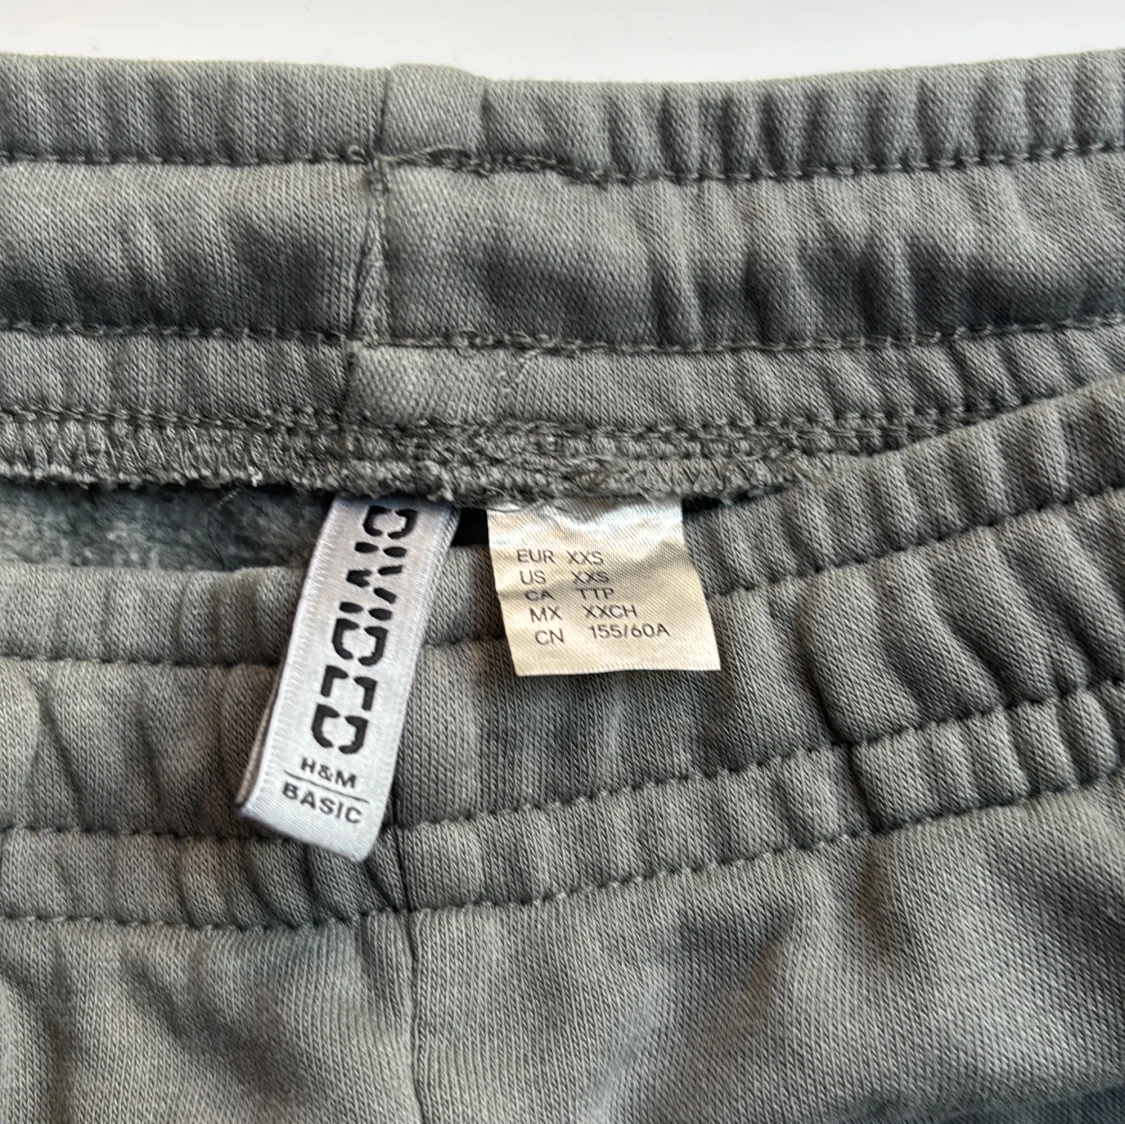 DIVIDED
H&M
BASIC
EUR XXS
US XXS
CA TTP
MX XXCH
CN 155/60A